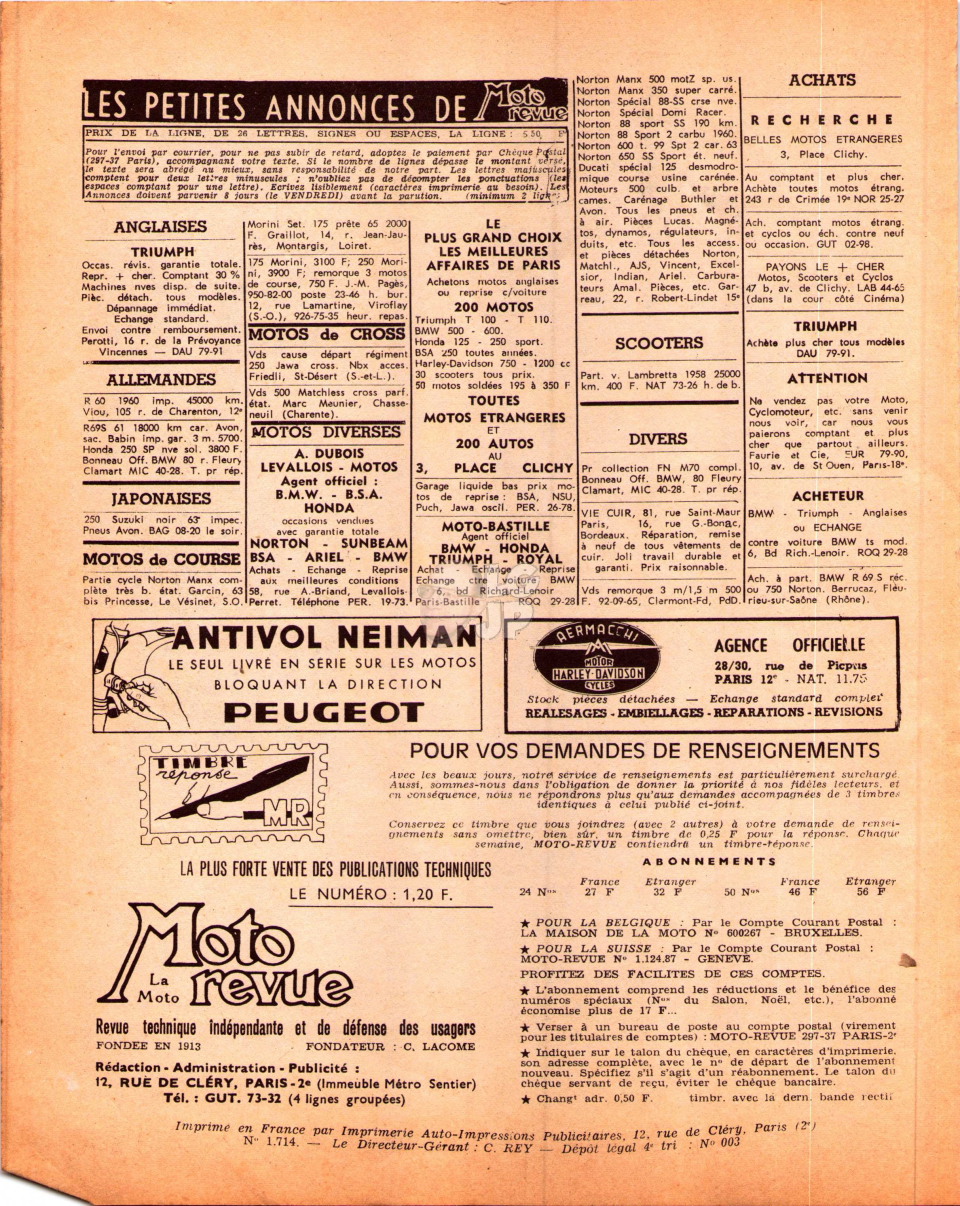 LES PETITES ANNONCES DE Moto revue
PRIX DE LA LIGNE, DE 26 LETTRES, SIGNES OU ESPACES, LA LIGNE : 5 50 F
Pour l'envoi par courrier, pour ne pas subir de retard, adoptez le paiement par Chèque Postal
(297-37 Paris), accompagnant votre texte. Si le nombre de lignes dépasse le montant versé,
le texte sera abrégé au mieux, sans responsabilité de notre part. Les lettres majuscules
comptent pour deux lettres minuscules ; n'oubliez pas de décompter les ponctuations (les
espaces comptant pour une lettre). Ecrivez lisiblement (caractères imprimerie au besoin). Les
Annonces doivent parvenir 8 jours (le VENDREDI) avant la parution. (minimum 2 lign
ANGLAISES
TRIUMPH
Occas. révis. garantie totale.
Repr. + cher. Comptant 30 %
Machines nves disp. de suite.
Pièc. détach. tous modèles.
Dépannage immédiat.
Echange standard.
Envoi contre remboursement.
Perotti, 16 r. de la Prévoyance
Vincennes — DAU 79-91
ALLEMANDES
R 60 1960 imp. 45000 km.
Viou, 105 r. de Charenton, 12e
R69S 61 18000 km car. Avon,
sac. Babin imp. gar. 3 m. 5700.
Honda 250 SP nve sol. 3800 F.
Bonneau Off. BMW 80 r. Fleury
Clamart MIC 40-28. T. pr rép.
JAPONAISES
250 Suzuki noir 63 impec.
Pneus Avon. BAG 08-20 le soir.
MOTOS de COURSE
Partie cycle Norton Manx com-
plète très b. état. Garcin, 63
bis Princesse, Le Vésinet, S.O.
Morini Set. 175 prête 65 2000
F. Graillot, 14, r. Jean-Jau-
rès, Montargis, Loiret.
175 Morini, 3100 F; 250 Mori-
ni, 3900 F; remorque 3 motos
de course, 750 F. J.-M. Pagès,
950-82-00 poste 23-46 h. bur.
12, rue Lamartine, Viroflay
(S.-O.), 926-75-35 heur. repas.
MOTOS de CROSS
Vds cause départ régiment
250 Jawa cross. Nbx acces.
Friedli, St-Désert (S.-et-L.).
Vds 500 Matchless cross parf.
état. Marc Meunier, Chasse-
neuil (Charente).
MOTOS DIVERSES
A. DUBOIS
LEVALLOIS - MOTOS
Agent officiel :
B.M.W. - B.S.A.
HONDA
occasions vendues
avec garantie totale
NORTON - SUNBEAM
BSA - ARIEL - BMW
Achats - Echange - Reprise
aux meilleures conditions
58, rue A.-Briand, Levallois-
Perret. Téléphone PER. 19-73.
LE
PLUS GRAND CHOIX
LES MEILLEURES
AFFAIRES DE PARIS
Achetons motos anglaises
ou reprise c/voiture
200 MOTOS
Triumph T 100 - T 110.
BMW 500 - 600.
Honda 125 - 250 sport.
BSA 250 toutes années.
Harley-Davidson 750 - 1200 cc
30 scooters tous prix.
50 motos soldées 195 à 350 F
TOUTES
MOTOS ETRANGERES
ET
200 AUTOS
AU
3, PLACE CLICHY
Garage liquide bas prix mo-
tos de reprise : BSA, NSU,
Puch, Jawa oscil. PER. 26-78.
MOTO-BASTILLE
Agent officiel
BMW - HONDA
TRIUMPH - ROYAL
Achat - Echange - Reprise
Echange ctre voiture BMW
6, bd Richard-Lenoir
Paris-Bastille ROQ 29-28
Norton Manx 500 motZ sp. us.
Norton Manx 350 super carré.
Norton Spécial 88-SS crse nve.
Norton Spécial Domi Racer.
Norton 88 sport SS 190 km.
Norton 88 Sport 2 carbu 1960.
Norton 600 t. 99 Spt 2 car. 63
Norton 650 SS Sport ét. neuf.
Ducati spécial 125 desmodro-
mique course usine carénée.
Moteurs 500 culb. et arbre
cames. Carénage Buthler et
Avon. Tous les pneus et ch.
à air. Pièces Lucas. Magné-
tos, dynamos, régulateurs, in-
duits, etc. Tous les access.
et pièces détachées Norton,
Matchl., AJS, Vincent, Excel-
sior, Indian, Ariel. Carbura-
teurs Amal. Pièces, etc. Gar-
reau, 22, r. Robert-Lindet 15e
SCOOTERS
Part. v. Lambretta 1958 25000
km. 400 F. NAT 73-26 h. de b.
DIVERS
Pr collection FN M70 compl.
Bonneau Off. BMW, 80 Fleury
Clamart, MIC 40-28. T. pr rép.
VIE CUIR, 81, rue Saint-Maur
Paris, 16, rue G.-Bonnac,
Bordeaux. Réparation, remise
à neuf de tous vêtements de
cuir. Joli travail durable et
garanti. Prix raisonnable.
Vds remorque 3 m/1,5 m 500
F. 92-09-65, Clermont-Fd, PdD.
ACHATS
RECHERCHE
BELLES MOTOS ETRANGERES
3, Place Clichy.
Au comptant et plus cher.
Achète toutes motos étrang.
243 r de Crimée 19e NOR 25-27
Ach. comptant motos étrang.
et cyclos ou éch. contre neuf
ou occasion. GUT 02-98.
PAYONS LE + CHER
Motos, Scooters et Cyclos
47 b, av. de Clichy. LAB 44-65
(dans la cour côté Cinéma)
TRIUMPH
Achète plus cher tous modèles
DAU 79-91.
ATTENTION
Ne vendez pas votre Moto,
Cyclomoteur, etc. sans venir
nous voir, car nous vous
paierons comptant et plus
cher que partout ailleurs.
Faurie et Cie, EUR 79-90,
10, av. de St Ouen, Paris-18e.
ACHETEUR
BMW - Triumph - Anglaises
ou ECHANGE
contre voiture BMW ts mod.
6, Bd Rich.-Lenoir. ROQ 29-28
Ach. à part. BMW R 69 S réc.
ou 750 Norton. Berrucaz, Fleu-
rieu-sur-Saône (Rhône).
ANTIVOL NEIMAN
LE SEUL LIVRÉ EN SÉRIE SUR LES MOTOS
BLOQUANT LA DIRECTION
PEUGEOT
AERMACCHI
MOTOR
HARLEY-DAVIDSON
CYCLES
AGENCE OFFICIELLE
28/30, rue de Picpus
PARIS 12e - NAT. 11.75
Stock pièces détachées — Echange standard complet
REALESAGES - EMBIELLAGES - REPARATIONS - REVISIONS
TIMBRE
réponse
MR
POUR VOS DEMANDES DE RENSEIGNEMENTS
Avec les beaux jours, notre service de renseignements est particulièrement surchargé.
Aussi, sommes-nous dans l'obligation de donner la priorité à nos fidèles lecteurs, et
en conséquence, nous ne répondrons plus qu'aux demandes accompagnées de 3 timbres
identiques à celui publié ci-joint.
Conservez ce timbre que vous joindrez (avec 2 autres) à votre demande de rensei-
gnements sans omettre, bien sûr, un timbre de 0,25 F pour la réponse. Chaque
semaine, MOTO-REVUE contiendra un timbre-réponse.
LA PLUS FORTE VENTE DES PUBLICATIONS TECHNIQUES
LE NUMÉRO : 1,20 F.
La Moto
Moto revue
Revue technique indépendante et de défense des usagers
FONDEE EN 1913 FONDATEUR : C. LACOME
Rédaction - Administration - Publicité :
12, RUE DE CLÉRY, PARIS-2e (Immeuble Métro Sentier)
Tél. : GUT. 73-32 (4 lignes groupées)
ABONNEMENTS
France Etranger France Etranger
24 Nos 27 F 32 F 50 Nos 46 F 56 F
★ POUR LA BELGIQUE : Par le Compte Courant Postal :
LA MAISON DE LA MOTO No 600267 - BRUXELLES.
★ POUR LA SUISSE : Par le Compte Courant Postal :
MOTO-REVUE No 1.124.87 - GENEVE.
PROFITEZ DES FACILITES DE CES COMPTES.
★ L'abonnement comprend les réductions et le bénéfice des
numéros spéciaux (Nos du Salon, Noël, etc.), l'abonné
économise plus de 17 F...
★ Verser à un bureau de poste au compte postal (virement
pour les titulaires de comptes) : MOTO-REVUE 297-37 PARIS-2e
★ Indiquer sur le talon du chèque, en caractères d'imprimerie,
son adresse complète, avec le no de départ de l'abonnement
nouveau. Spécifiez s'il s'agit d'un réabonnement. Le talon du
chèque servant de reçu, éviter le chèque bancaire.
★ Changt adr. 0,50 F. timbr. avec la dern. bande rectif
Imprimé en France par Imprimerie Auto-Impressions Publicitaires, 12, rue de Cléry, Paris (2e)
No 1.714. — Le Directeur-Gérant : C. REY — Dépôt légal 4e tri : No 003